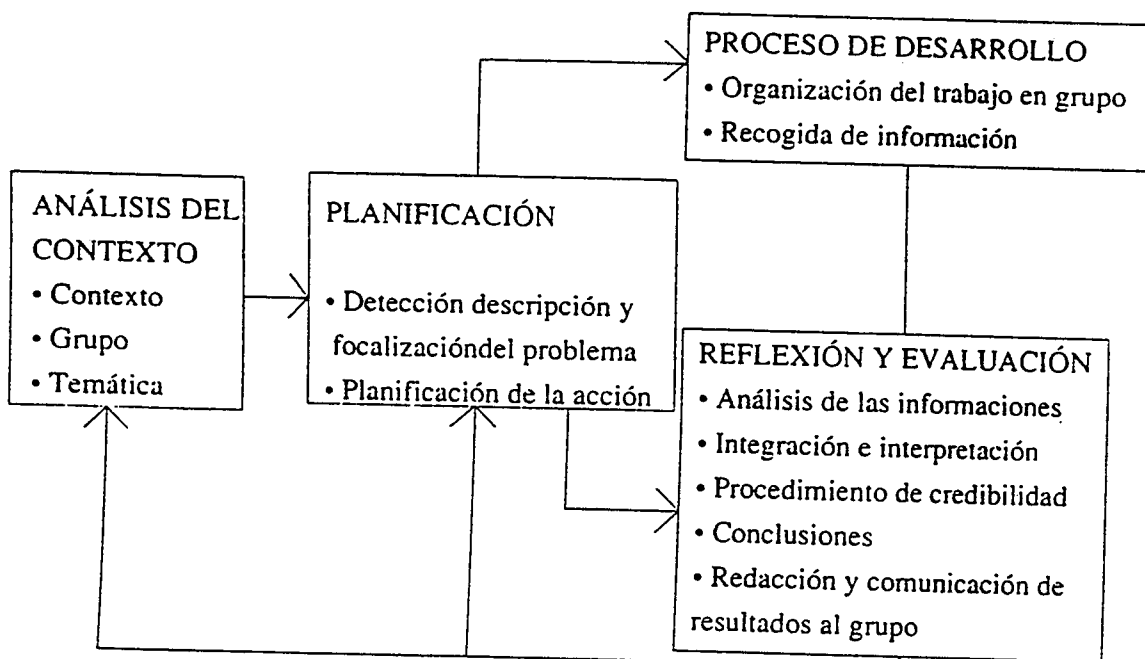 ANÁLISIS DEL
CONTEXTO
• Contexto
• Grupo
• Temática
PLANIFICACIÓN
• Detección descripción y
focalizacióndel problema
• Planificación de la acción
PROCESO DE DESARROLLO
• Organización del trabajo en grupo
• Recogida de información
REFLEXIÓN Y EVALUACIÓN
• Análisis de las informaciones
• Integración e interpretación
• Procedimiento de credibilidad
• Conclusiones
• Redacción y comunicación de
resultados al grupo